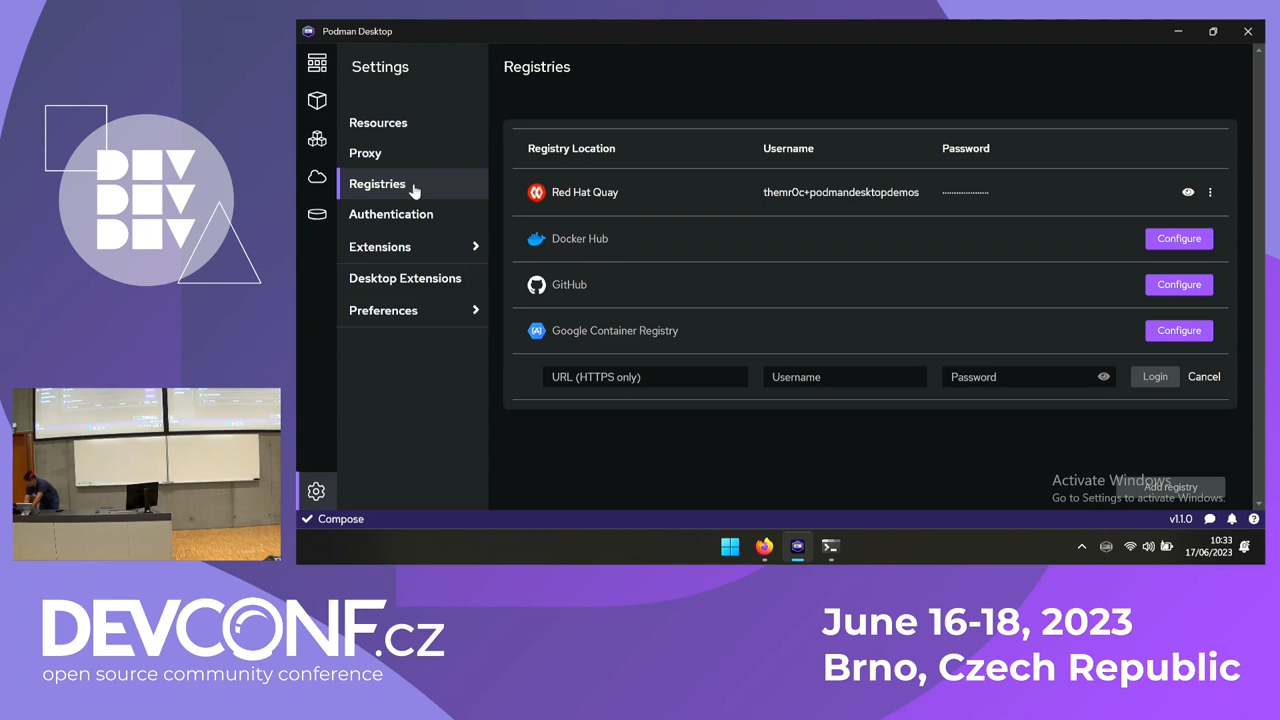 Podman Desktop
Settings
Resources
Proxy
Registries
Authentication
Extensions
Desktop Extensions
Preferences
Registries
Registry Location Username Password
Red Hat Quay themr0c+podmandesktopdemos
Docker Hub Configure
GitHub Configure
Google Container Registry Configure
URL (HTTPS only) Username Password Login Cancel
Add registry
Activate Windows
Go to Settings to activate Windows.
Compose v1.1.0
10:33
17/06/2023
DEV
DEV
DEV
DEVCONF.cz
open source community conference
June 16-18, 2023
Brno, Czech Republic